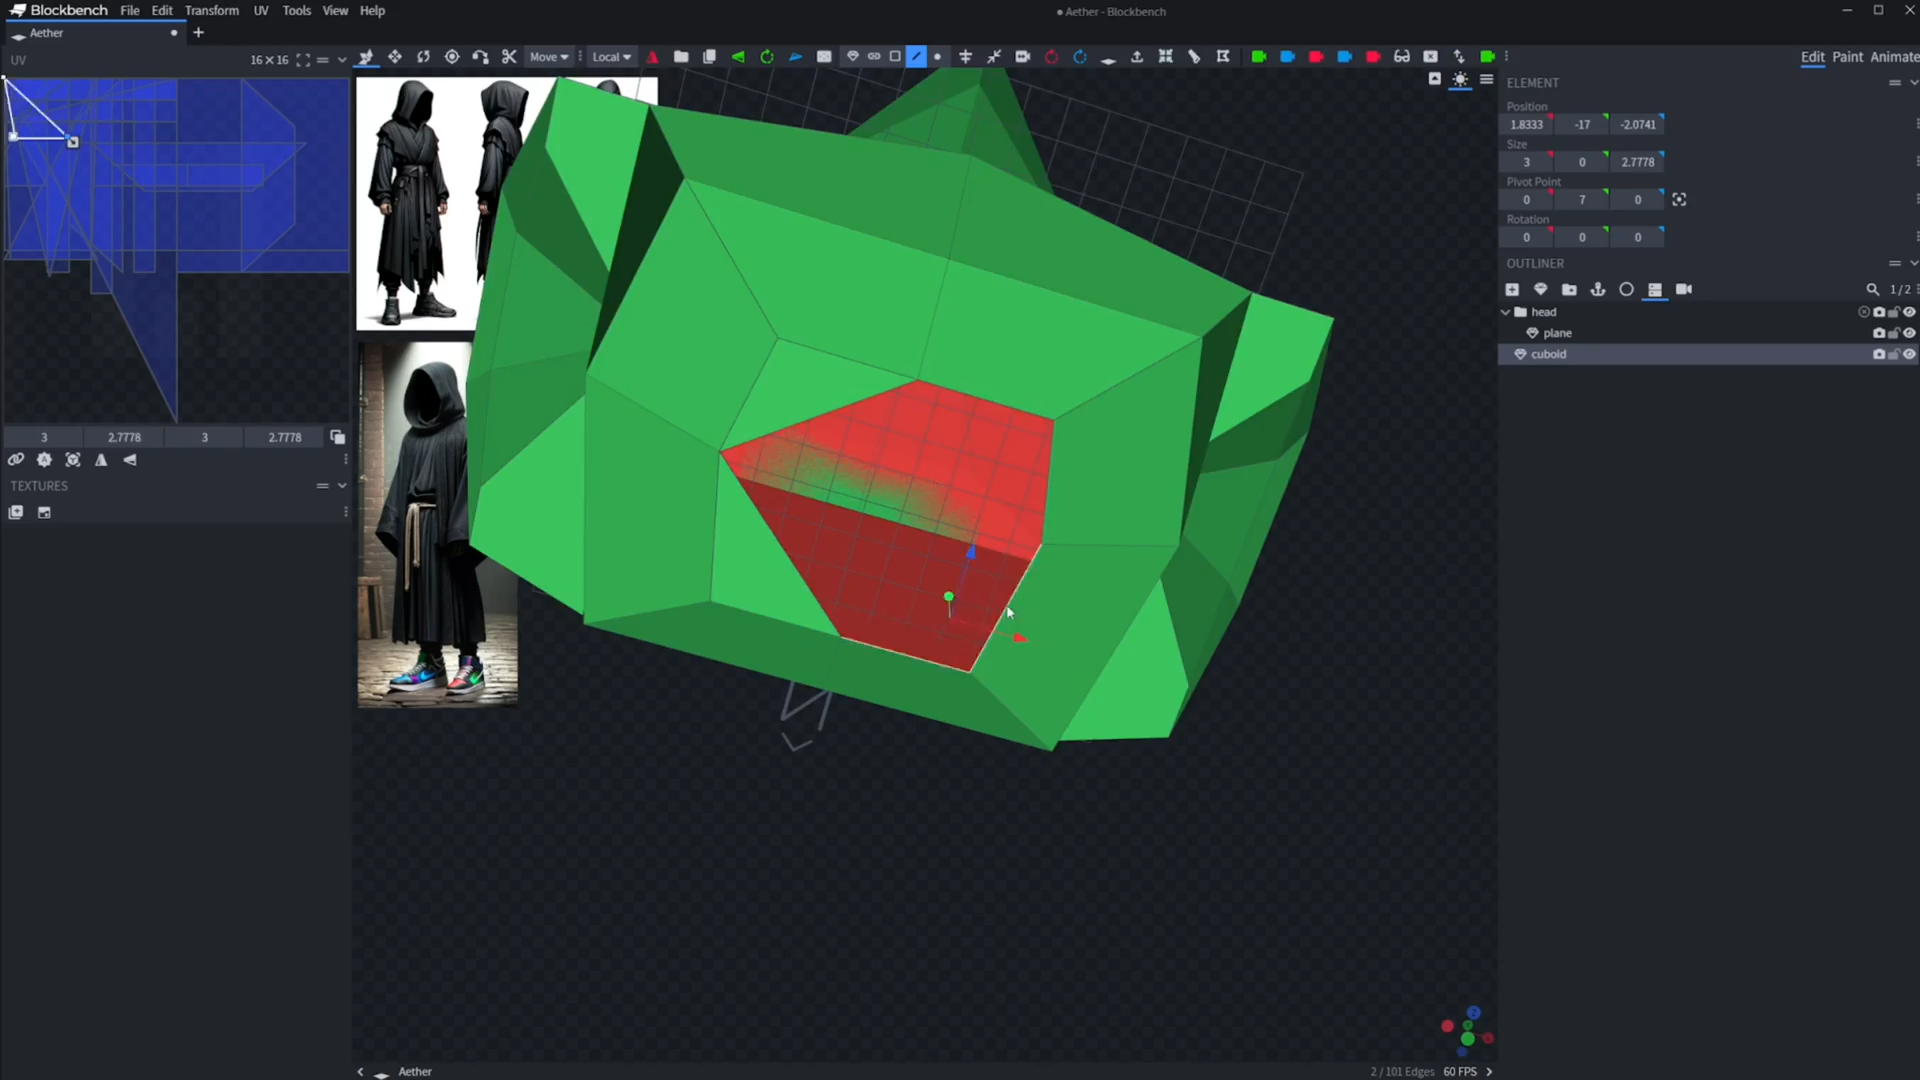 Blockbench File Edit Transform UV Tools View Help
Aether - Blockbench
Aether
UV
16×16
Move
Local
Edit Paint Animate
3 2.7778 3 2.7778
TEXTURES
ELEMENT
Position
1.8333 -17 -2.0741
Size
3 0 2.7778
Pivot Point
0 7 0
Rotation
0 0 0
OUTLINER
1/2
head
plane
cuboid
Z
Aether
2 / 101 Edges 60 FPS